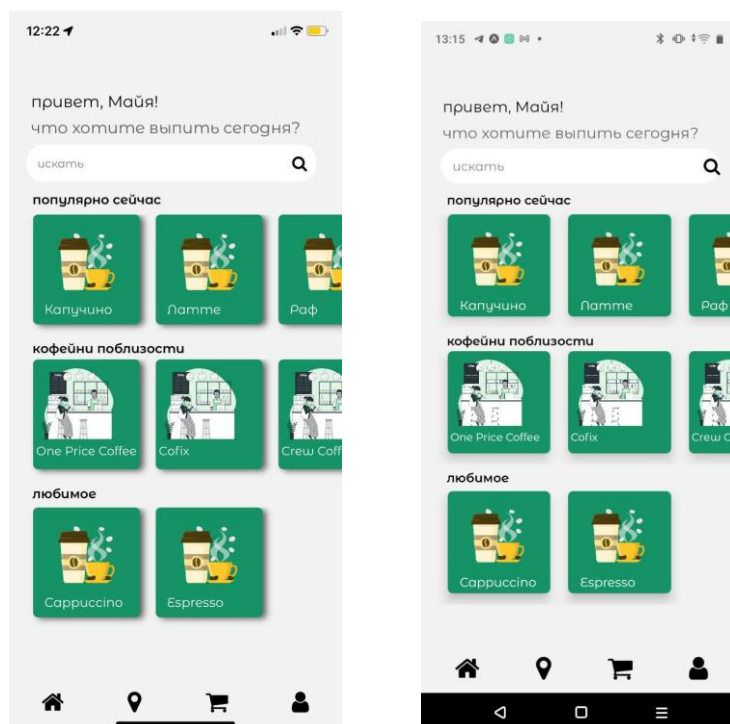 12:22
привет, Майя!
что хотите выпить сегодня?
искать
популярно сейчас
Капучино Латте Раф
кофейни поблизости
One Price Coffee Cofix Crew Coff
любимое
Cappuccino Espresso
13:15
привет, Майя!
что хотите выпить сегодня?
искать
популярно сейчас
Капучино Латте Раф
кофейни поблизости
One Price Coffee Cofix Crew C
любимое
Cappuccino Espresso